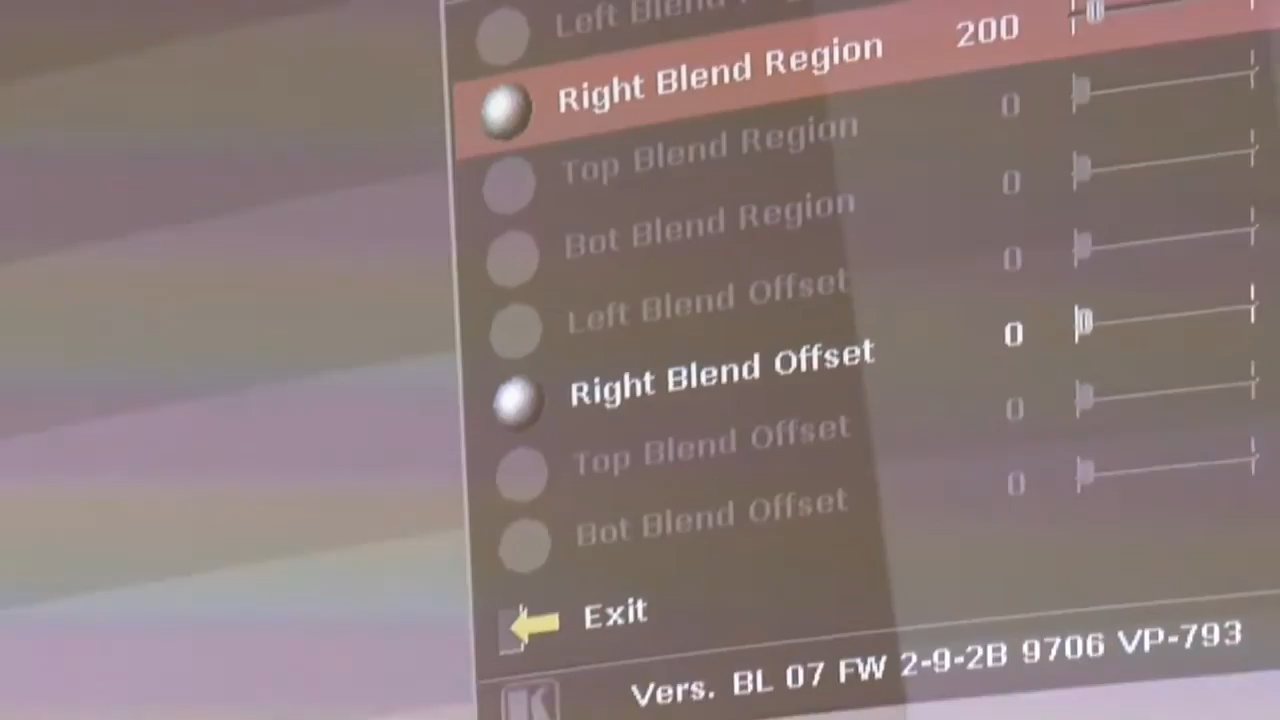 Left Blend
Right Blend Region 200
Top Blend Region 0
Bot Blend Region 0
Left Blend Offset 0
Right Blend Offset 0
Top Blend Offset 0
Bot Blend Offset 0
Exit
Vers. BL 07 FW 2-9-2B 9706 VP-793
K